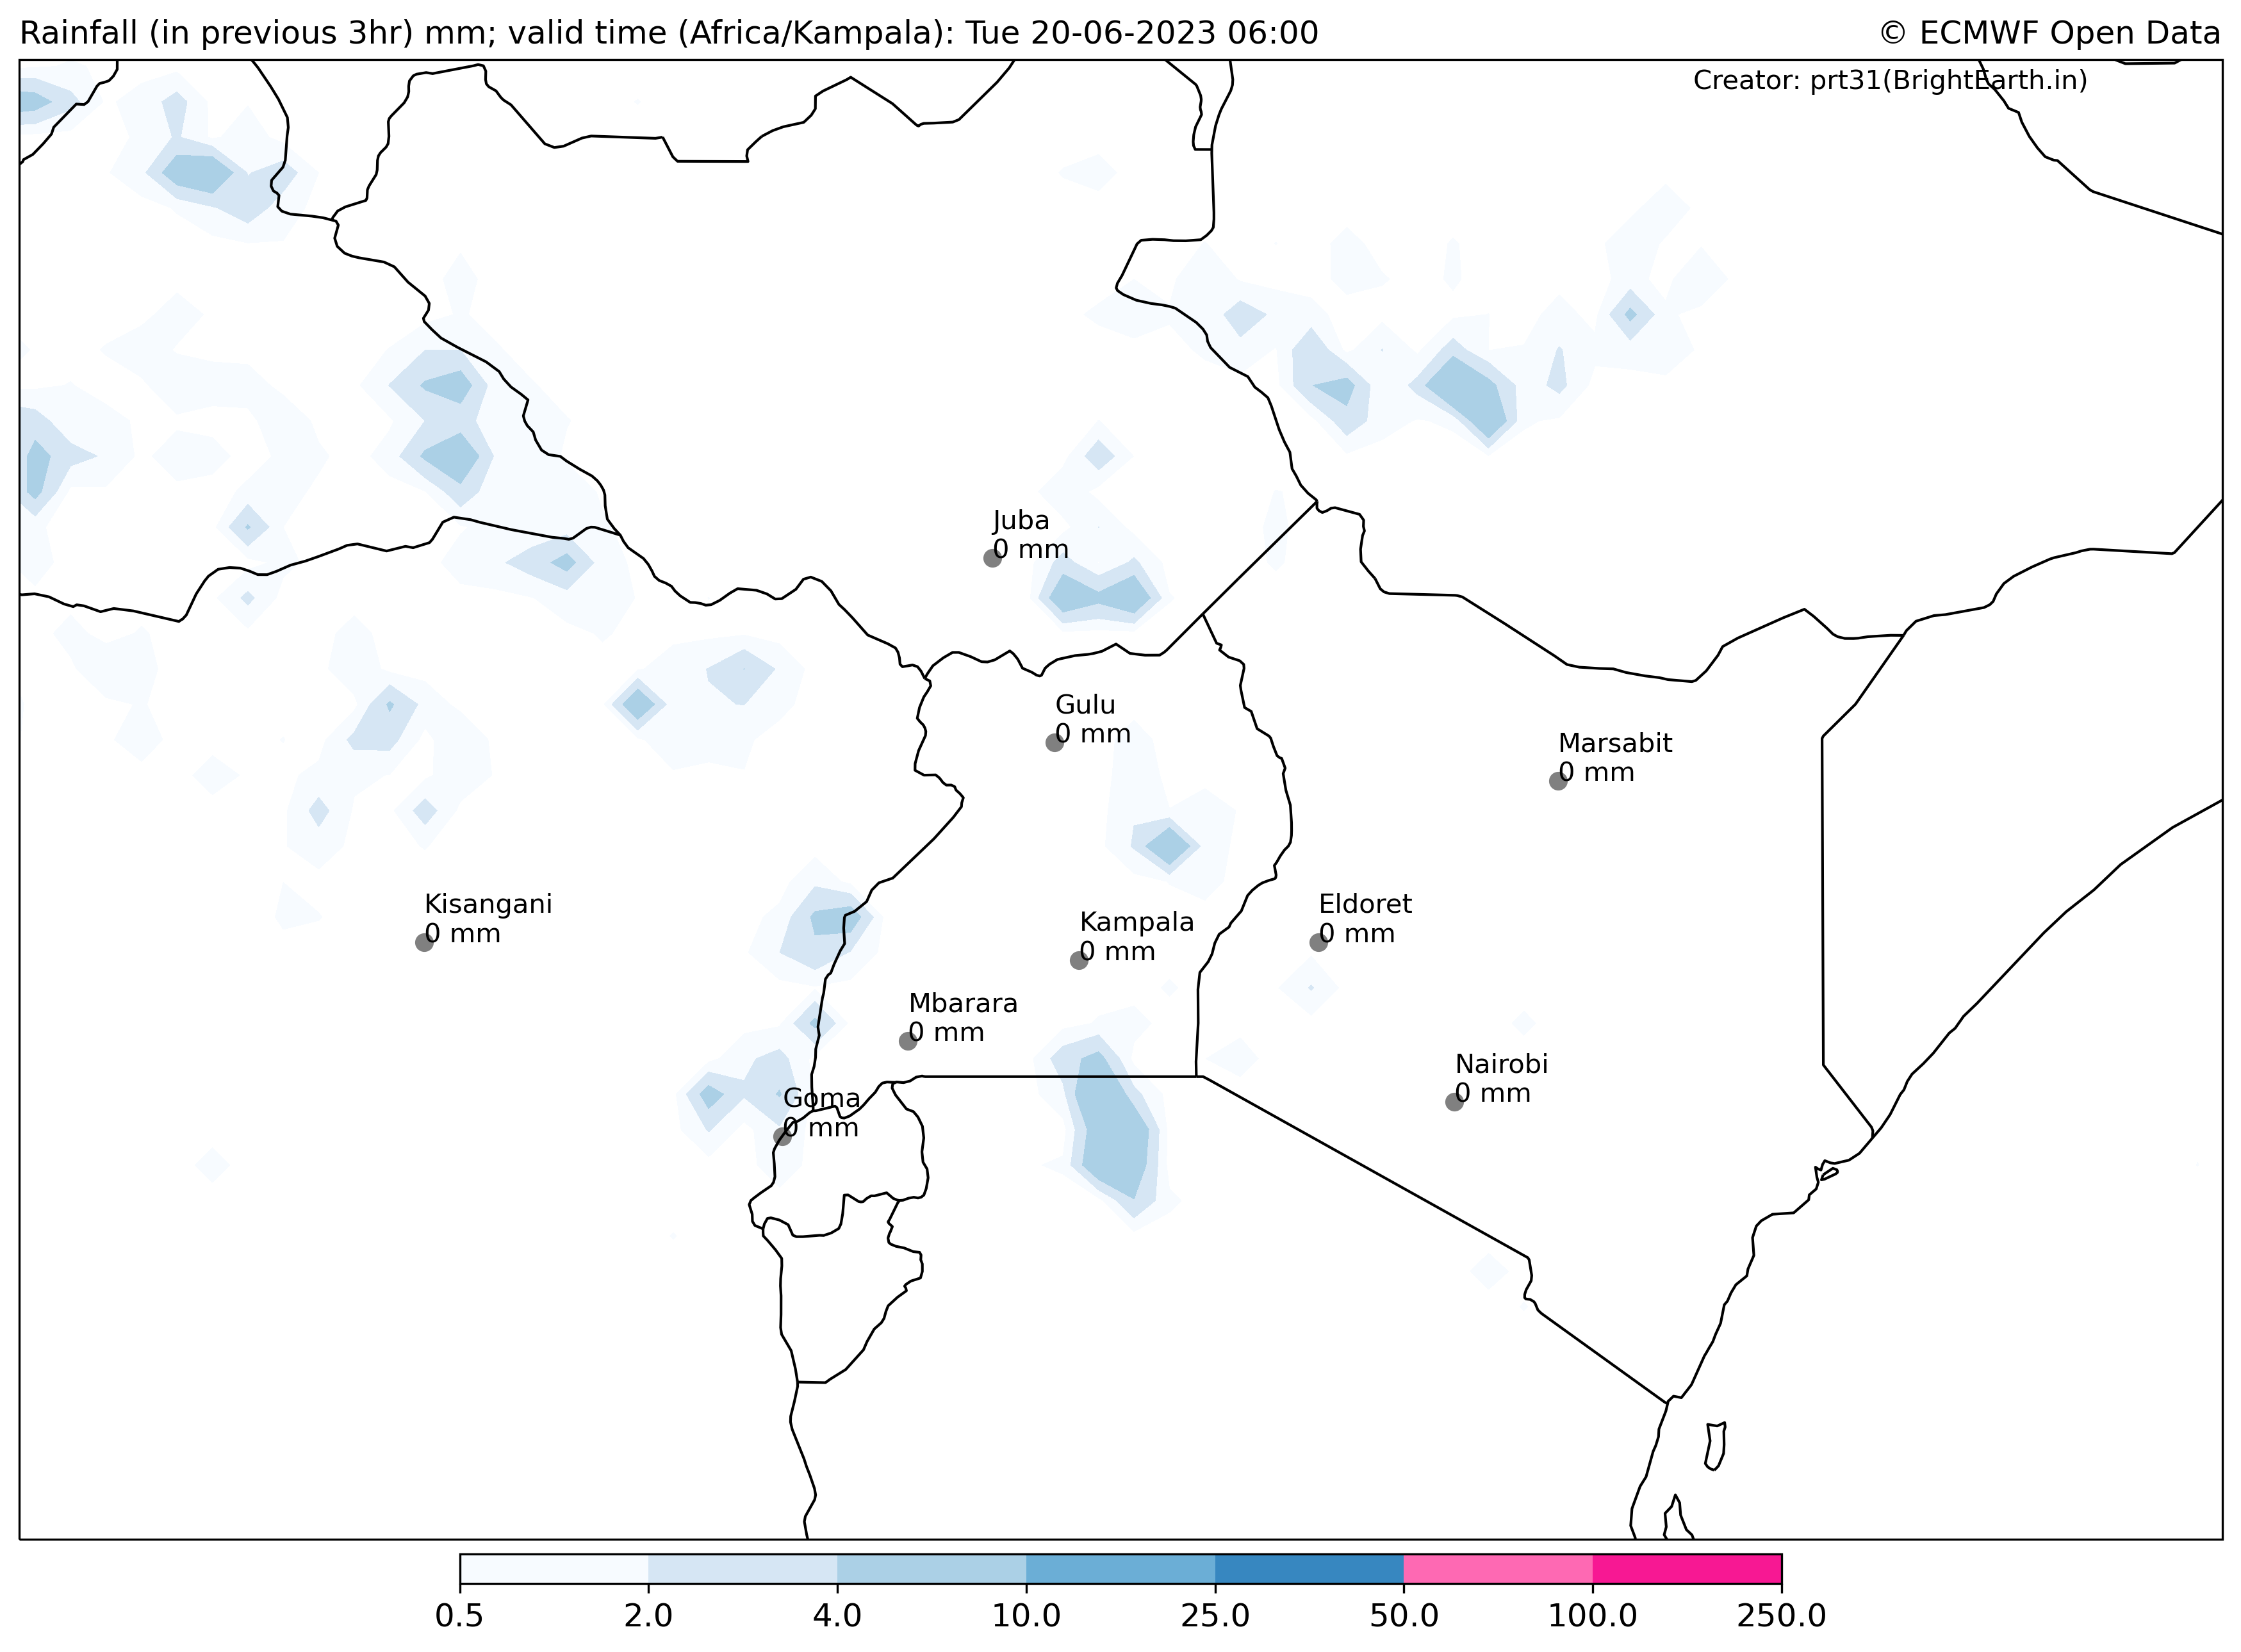 Rainfall (in previous 3hr) mm; valid time (Africa/Kampala): Tue 20-06-2023 06:00
© ECMWF Open Data
Creator: prt31(BrightEarth.in)
Juba
0 mm
Gulu
0 mm
Marsabit
0 mm
Kisangani
0 mm
Kampala
0 mm
Eldoret
0 mm
Mbarara
0 mm
Nairobi
0 mm
Goma
0 mm
0.5 2.0 4.0 10.0 25.0 50.0 100.0 250.0